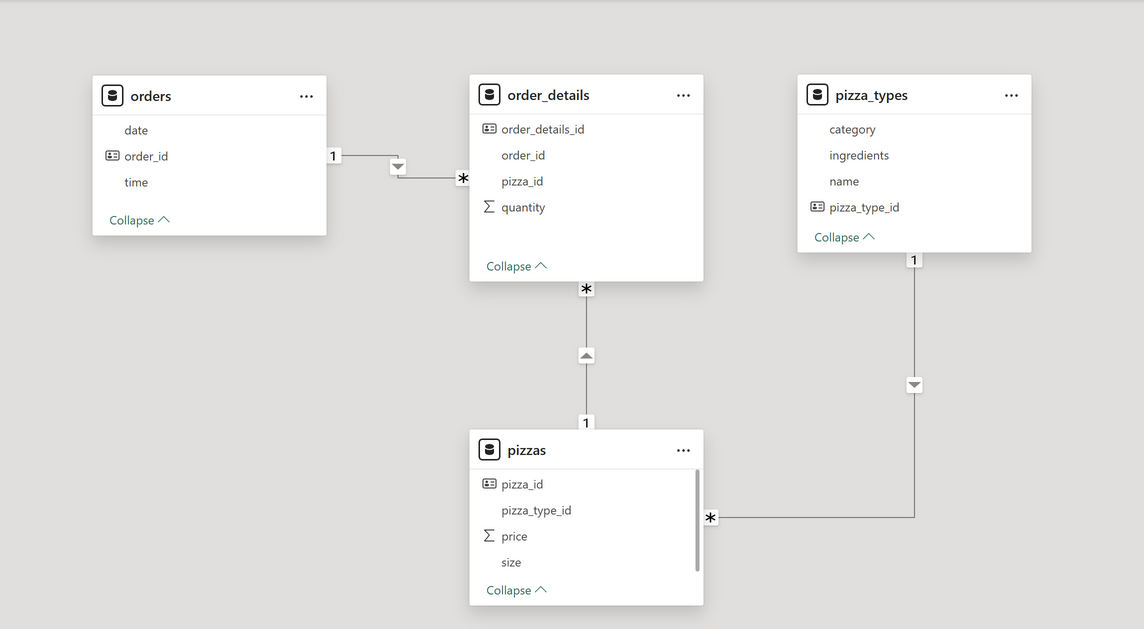 orders
date
order_id
time
Collapse
1
*
order_details
order_details_id
order_id
pizza_id
Σ quantity
Collapse
*
1
pizza_types
category
ingredients
name
pizza_type_id
Collapse
1
pizzas
pizza_id
pizza_type_id
Σ price
size
Collapse
*